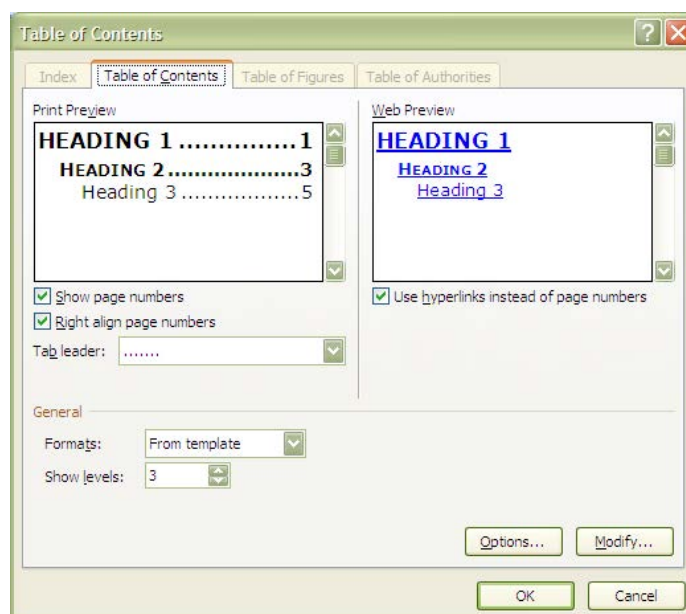 Table of Contents
Index Table of Contents Table of Figures Table of Authorities
Print Preview
HEADING 1 ...............1
HEADING 2.....................3
Heading 3 ...................5
Show page numbers
Right align page numbers
Tab leader: .......
Web Preview
HEADING 1
HEADING 2
Heading 3
Use hyperlinks instead of page numbers
General
Formats: From template
Show levels: 3
Options... Modify...
OK Cancel